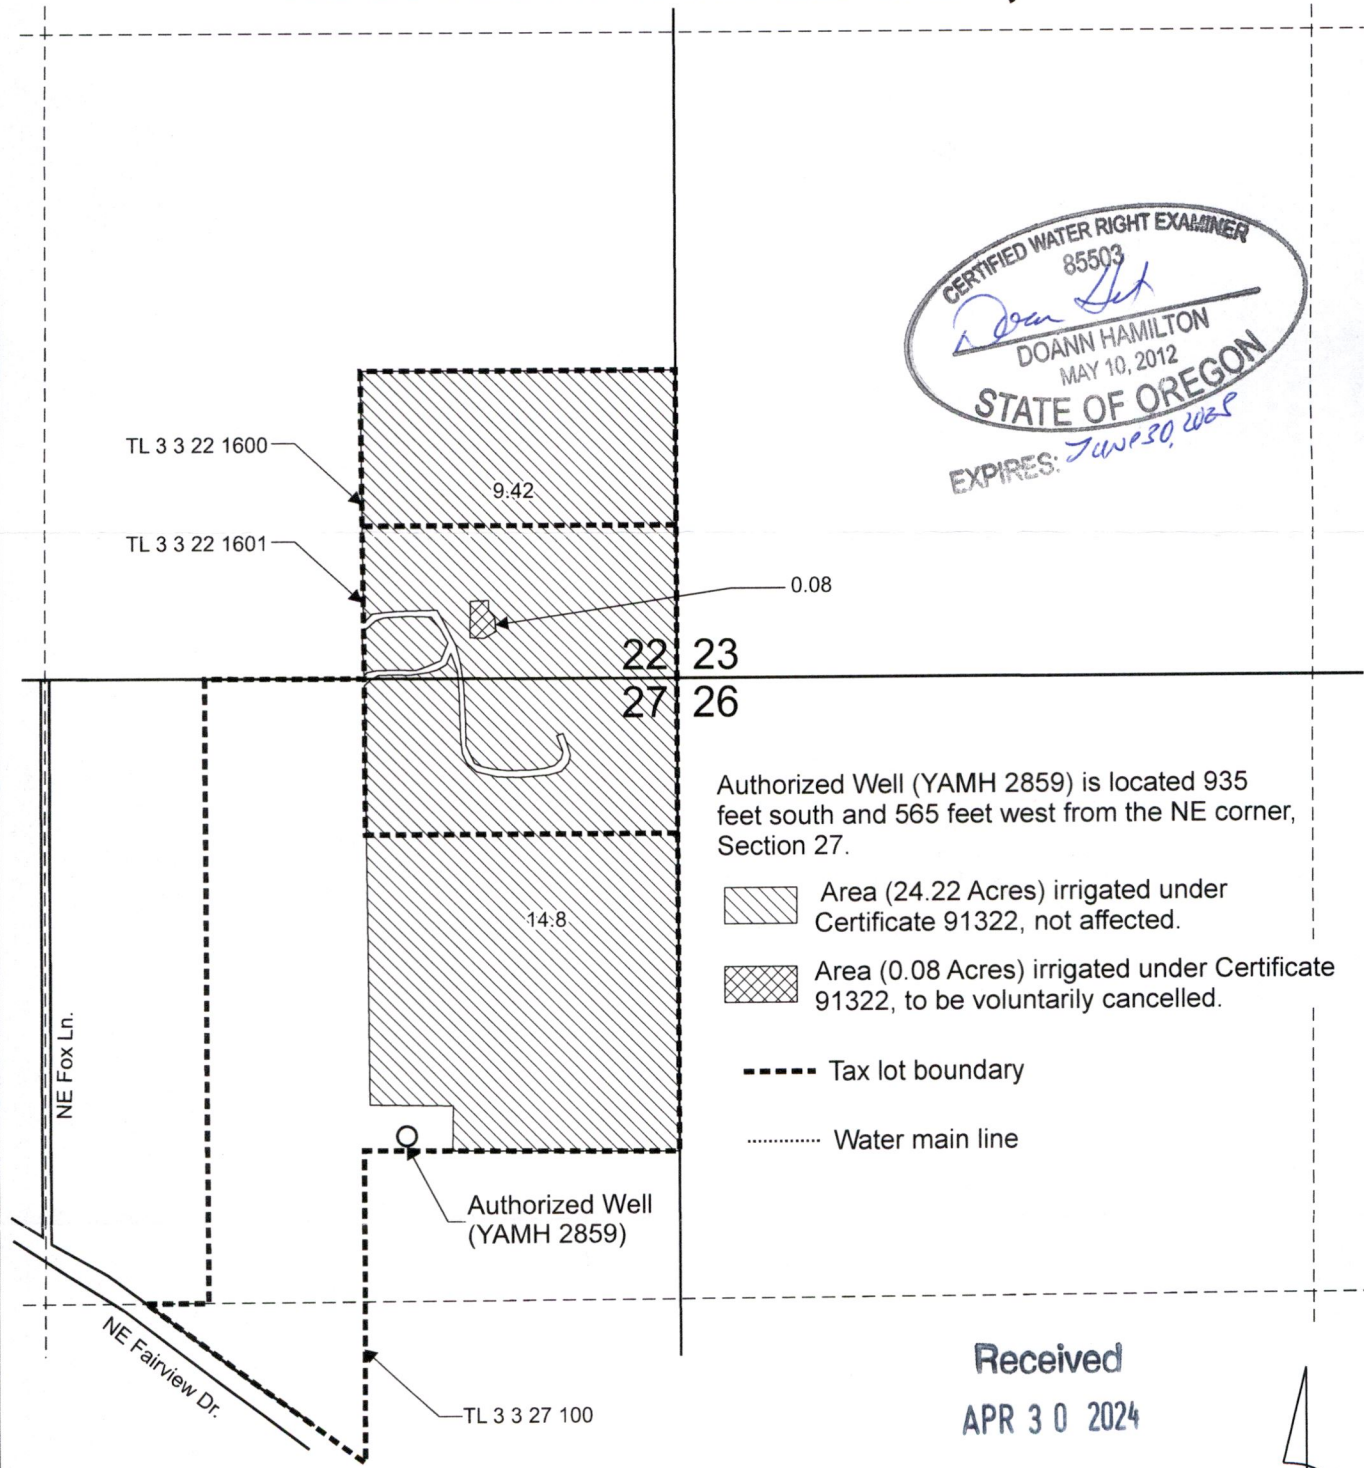 CERTIFIED WATER RIGHT EXAMINER
85503
DOANN HAMILTON
MAY 10, 2012
STATE OF OREGON
EXPIRES: June 30, 2025
TL 3 3 22 1600
9.42
TL 3 3 22 1601
0.08
22 23
27 26
Authorized Well (YAMH 2859) is located 935
feet south and 565 feet west from the NE corner,
Section 27.
Area (24.22 Acres) irrigated under
Certificate 91322, not affected.
14.8
Area (0.08 Acres) irrigated under Certificate
91322, to be voluntarily cancelled.
NE Fox Ln.
Tax lot boundary
Water main line
Authorized Well
(YAMH 2859)
NE Fairview Dr.
Received
APR 30 2024
TL 3 3 27 100